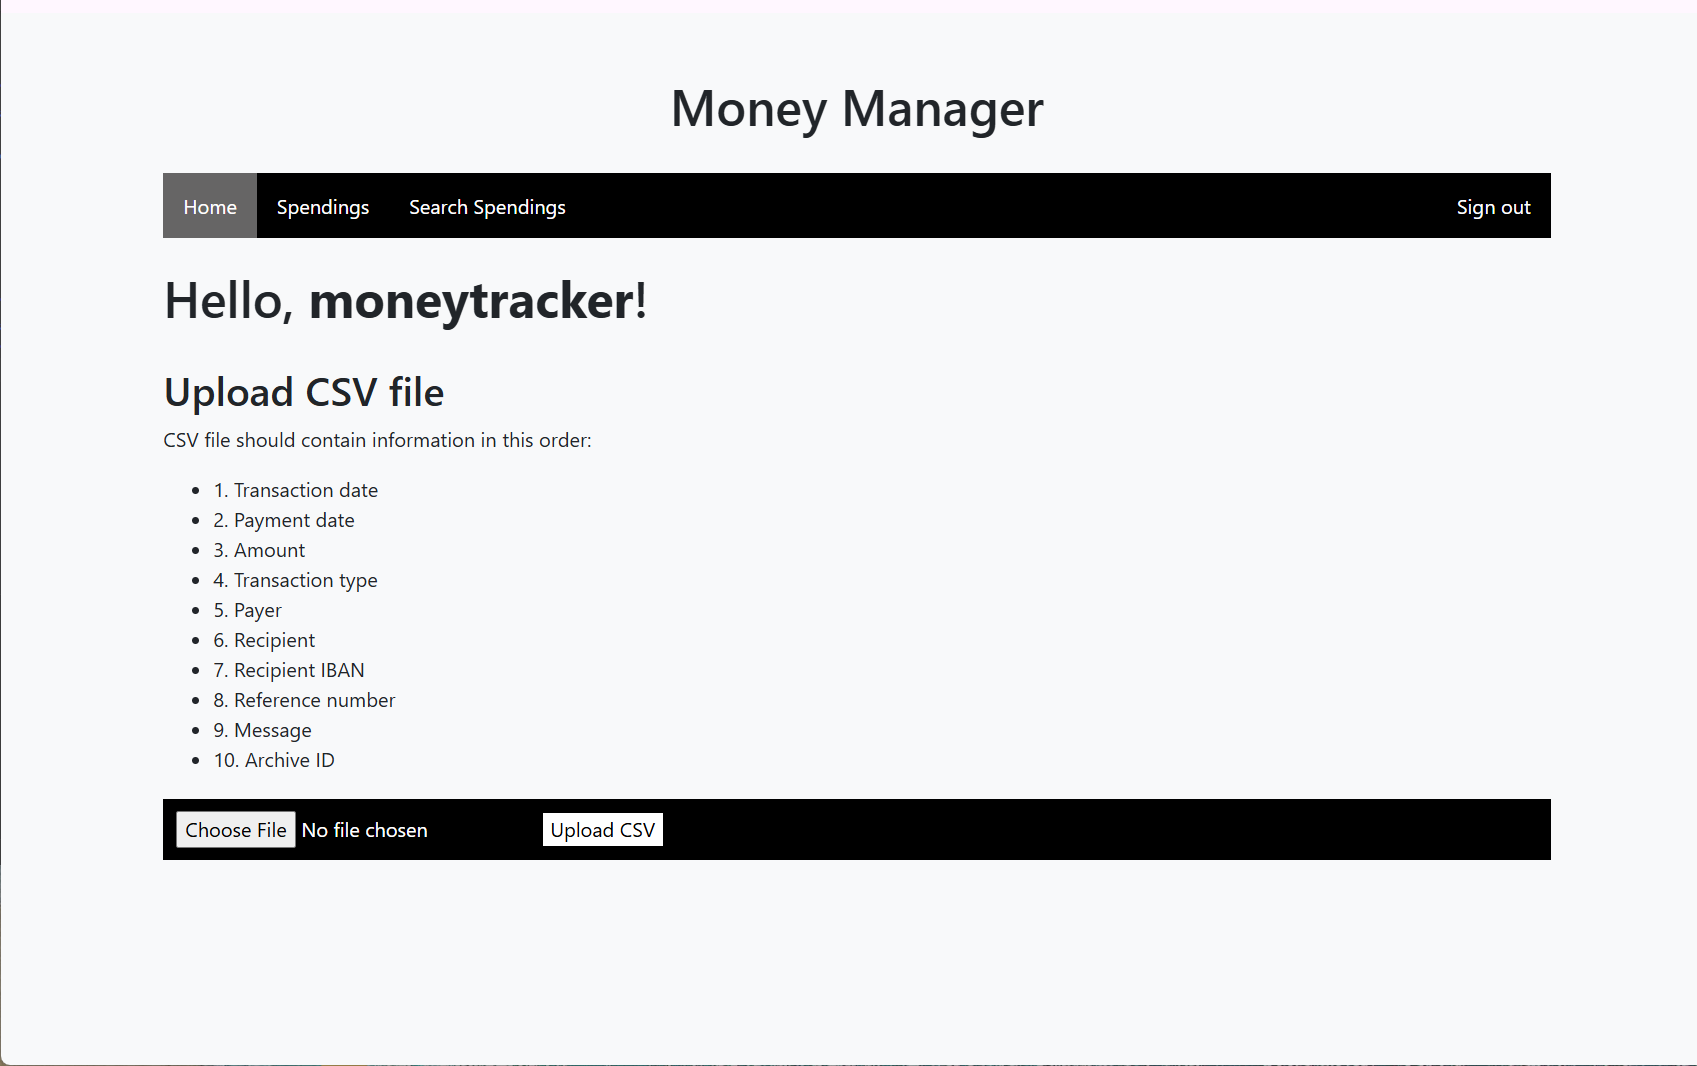 Money Manager
Home Spendings Search Spendings Sign out
Hello, moneytracker!
Upload CSV file
CSV file should contain information in this order:
• 1. Transaction date
• 2. Payment date
• 3. Amount
• 4. Transaction type
• 5. Payer
• 6. Recipient
• 7. Recipient IBAN
• 8. Reference number
• 9. Message
• 10. Archive ID
Choose File No file chosen Upload CSV